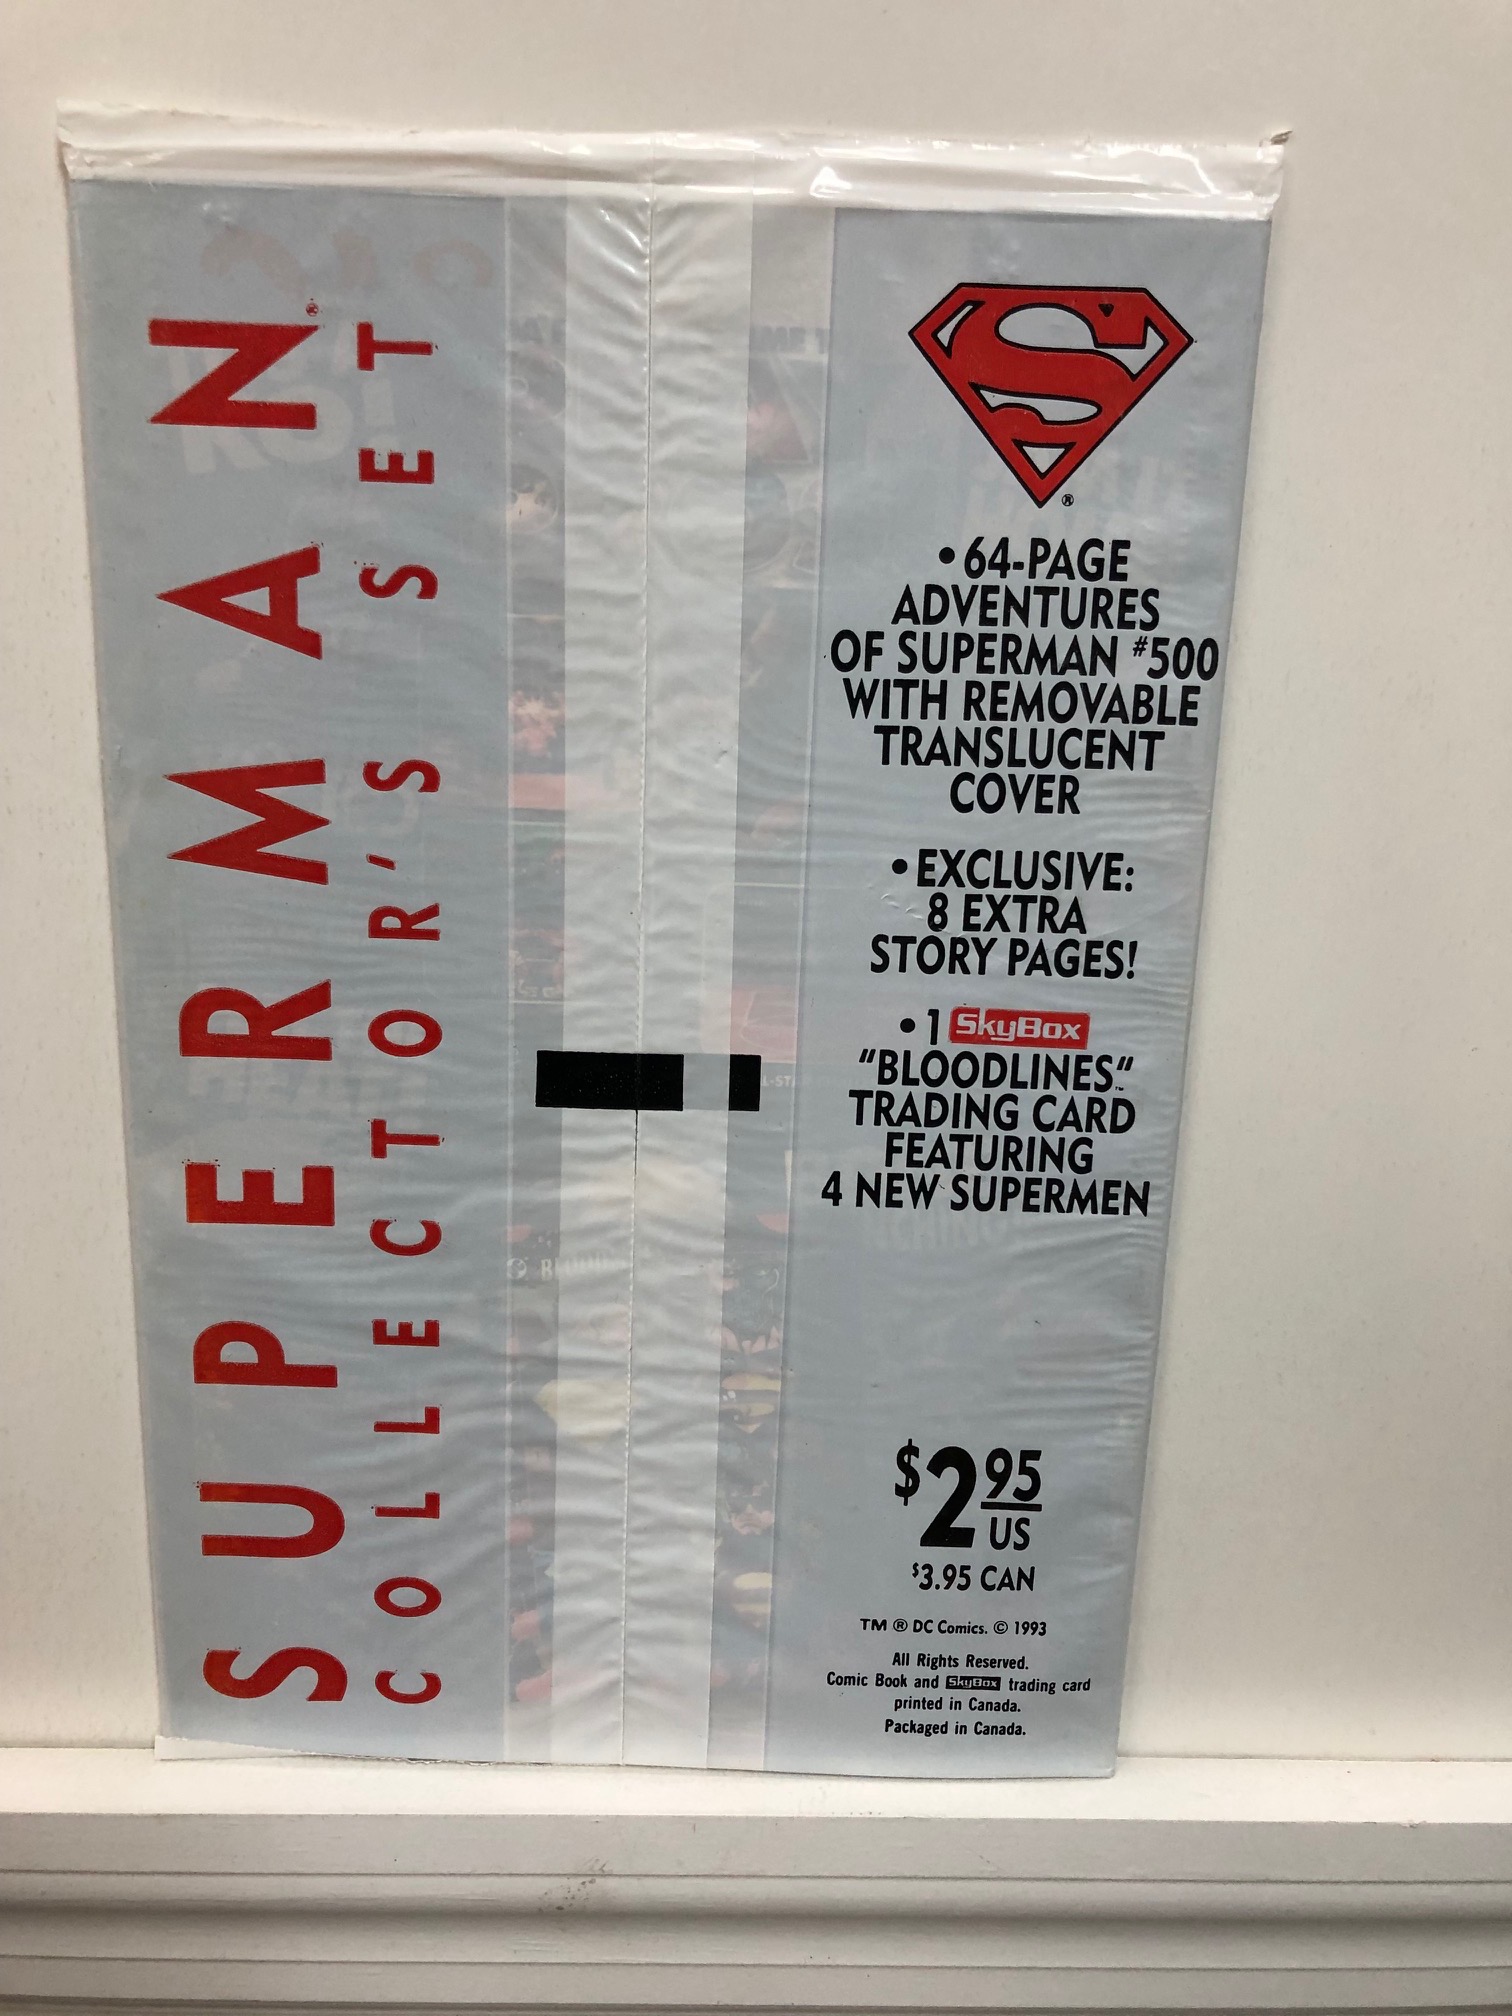 SUPERMAN®
COLLECTOR'S SET
S
®
• 64-PAGE
ADVENTURES
OF SUPERMAN #500
WITH REMOVABLE
TRANSLUCENT
COVER
• EXCLUSIVE:
8 EXTRA
STORY PAGES!
• 1 SkyBox
"BLOODLINES"™
TRADING CARD
FEATURING
4 NEW SUPERMEN
$2 95
US
$3.95 CAN
TM ® DC Comics. © 1993
All Rights Reserved.
Comic Book and SkyBox trading card
printed in Canada.
Packaged in Canada.